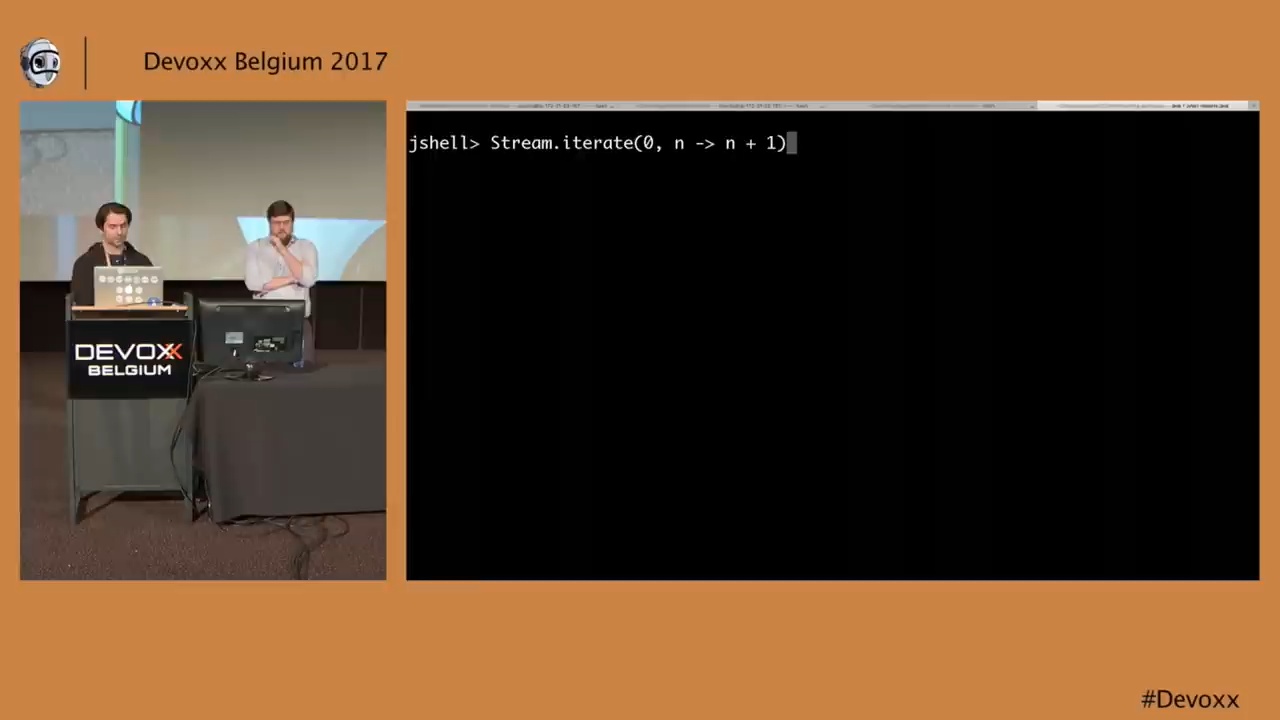 Devoxx Belgium 2017
jshell> Stream.iterate(0, n -> n + 1)
DEVOXX
BELGIUM
#Devoxx